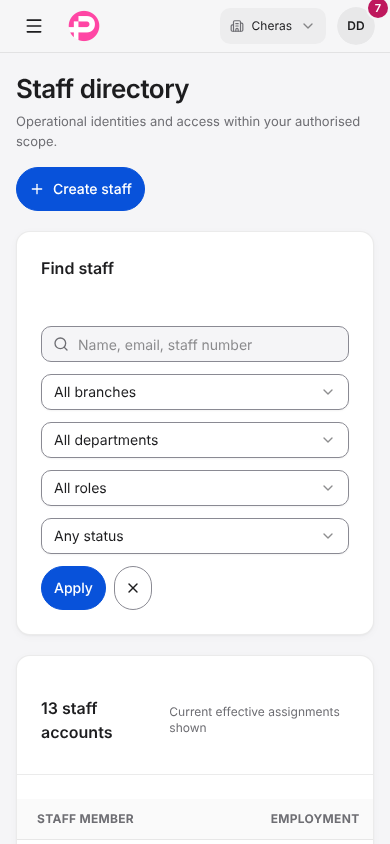 Cheras
DD
7
Staff directory
Operational identities and access within your authorised
scope.
Create staff
Find staff
Name, email, staff number
All branches
All departments
All roles
Any status
Apply
13 staff
accounts
Current effective assignments
shown
STAFF MEMBER
EMPLOYMENT